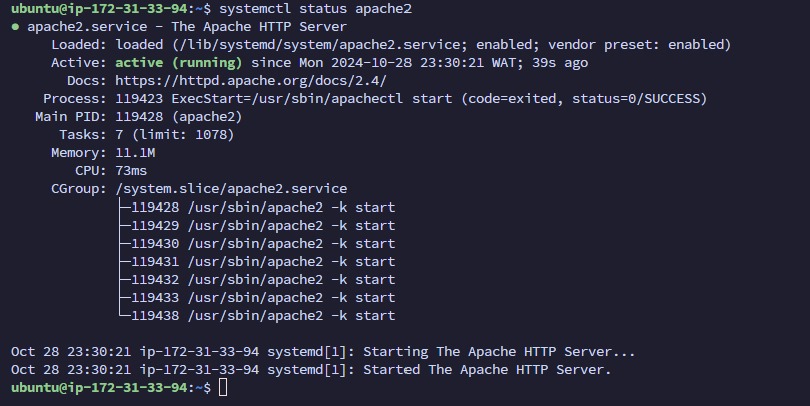 ubuntu@ip-172-31-33-94:~$ systemctl status apache2
● apache2.service - The Apache HTTP Server
     Loaded: loaded (/lib/systemd/system/apache2.service; enabled; vendor preset: enabled)
     Active: active (running) since Mon 2024-10-28 23:30:21 WAT; 39s ago
       Docs: https://httpd.apache.org/docs/2.4/
    Process: 119423 ExecStart=/usr/sbin/apachectl start (code=exited, status=0/SUCCESS)
   Main PID: 119428 (apache2)
      Tasks: 7 (limit: 1078)
     Memory: 11.1M
        CPU: 73ms
     CGroup: /system.slice/apache2.service
             ├─119428 /usr/sbin/apache2 -k start
             ├─119429 /usr/sbin/apache2 -k start
             ├─119430 /usr/sbin/apache2 -k start
             ├─119431 /usr/sbin/apache2 -k start
             ├─119432 /usr/sbin/apache2 -k start
             ├─119433 /usr/sbin/apache2 -k start
             └─119438 /usr/sbin/apache2 -k start

Oct 28 23:30:21 ip-172-31-33-94 systemd[1]: Starting The Apache HTTP Server...
Oct 28 23:30:21 ip-172-31-33-94 systemd[1]: Started The Apache HTTP Server.
ubuntu@ip-172-31-33-94:~$